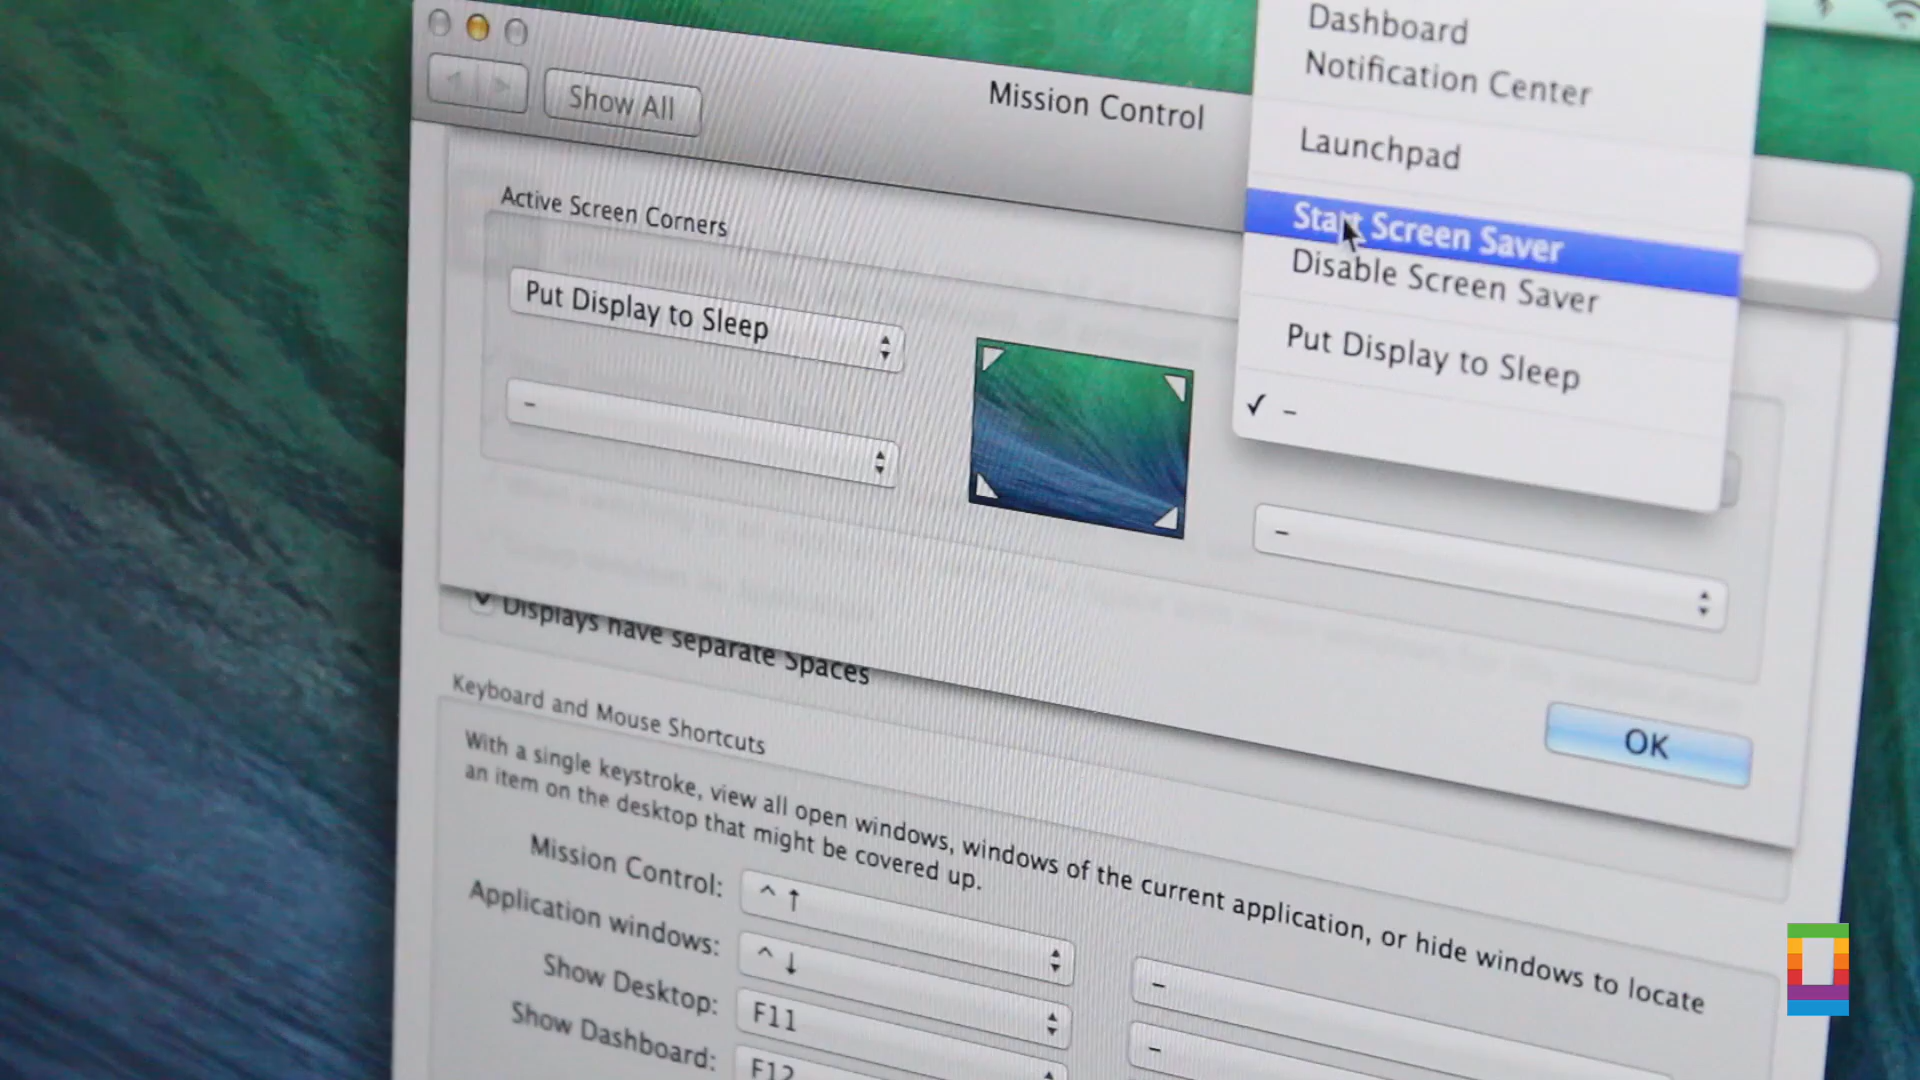 Dashboard
Notification Center
Launchpad
Start Screen Saver
Disable Screen Saver
Put Display to Sleep
✓ –
Mission Control
Show All
Active Screen Corners
Put Display to Sleep
–
–
Displays have separate Spaces
OK
Keyboard and Mouse Shortcuts
With a single keystroke, view all open windows, windows of the current application, or hide windows to locate
an item on the desktop that might be covered up.
Mission Control: ^ ↑
–
Application windows: ^ ↓
–
Show Desktop: F11
Show Dashboard: F12